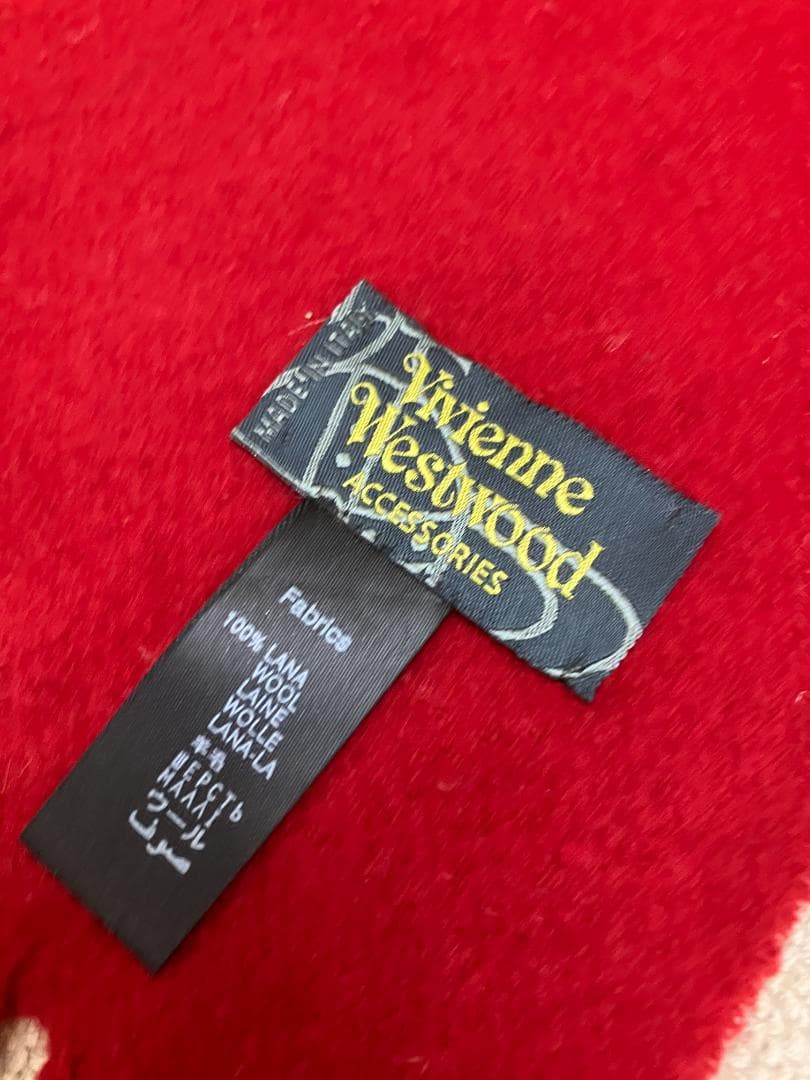 MADE IN ITALY
Vivienne
Westwood
ACCESSORIES
Fabrics
100% LANA
WOOL
LAINE
WOLLE
LANA-LA
羊毛
ШЕРСТЬ
ΜΑΛΛΙ
ウール
صوف